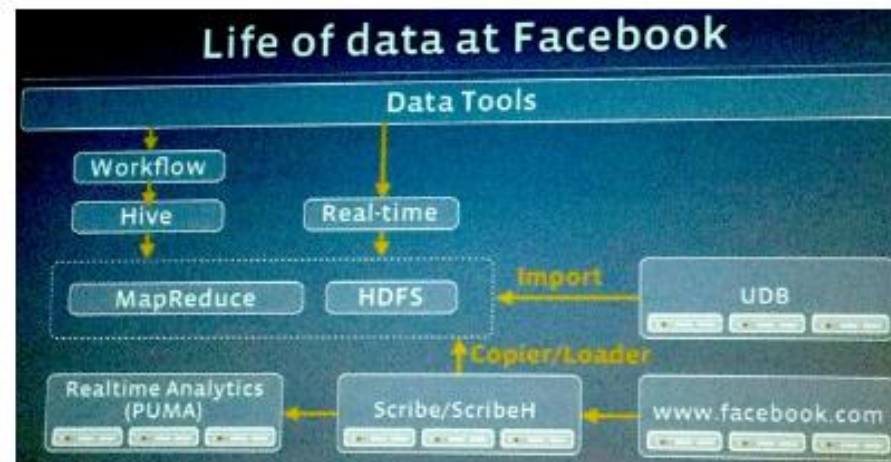 Life of data at Facebook
Data Tools
Workflow
Hive
Real-time
MapReduce
HDFS
Import
UDB
Copier/Loader
Realtime Analytics
(PUMA)
Scribe/ScribeH
www.facebook.com